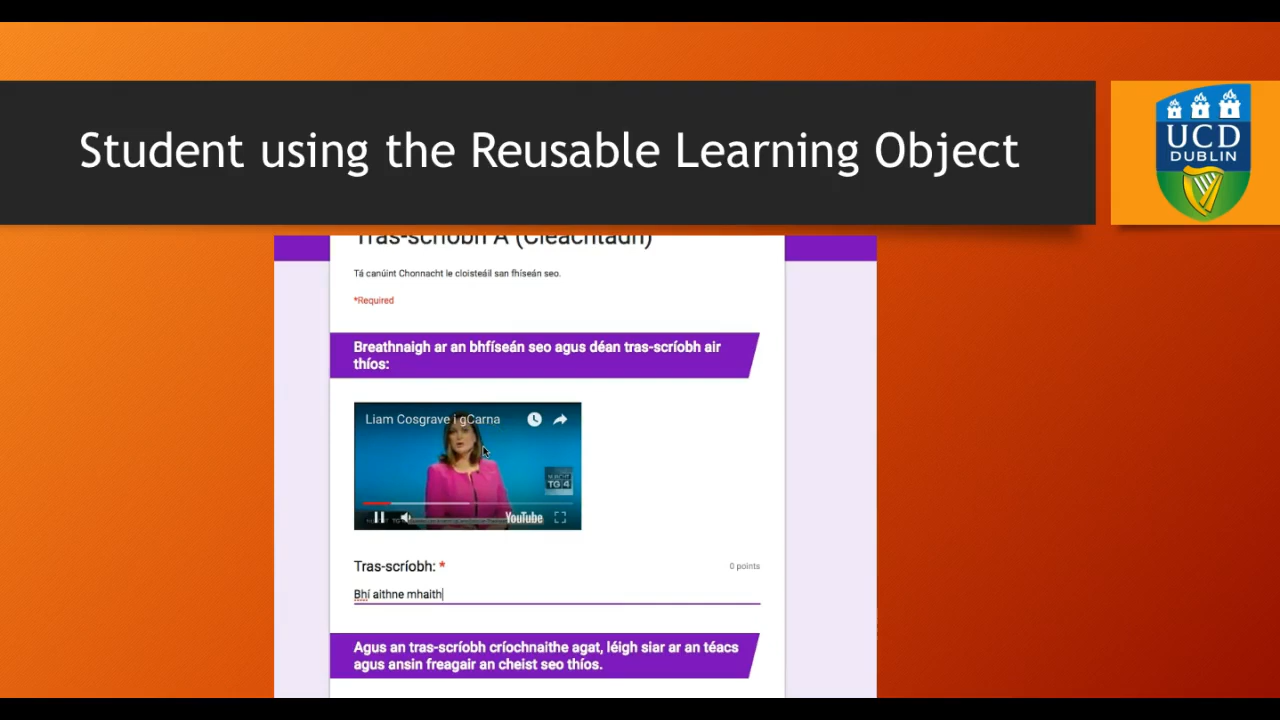 Student using the Reusable Learning Object
UCD
DUBLIN
Tras-scríobh A (Cleachtadh)
Tá canúint Chonnacht le cloisteáil san fhíseán seo.
*Required
Breathnaigh ar an bhfíseán seo agus déan tras-scríobh air
thíos:
Liam Cosgrave i gCarna
TG4
YouTube
Tras-scríobh: *
0 points
Bhí aithne mhaith
Agus an tras-scríobh críochnaithe agat, léigh siar ar an téacs
agus ansin freagair an cheist seo thíos.